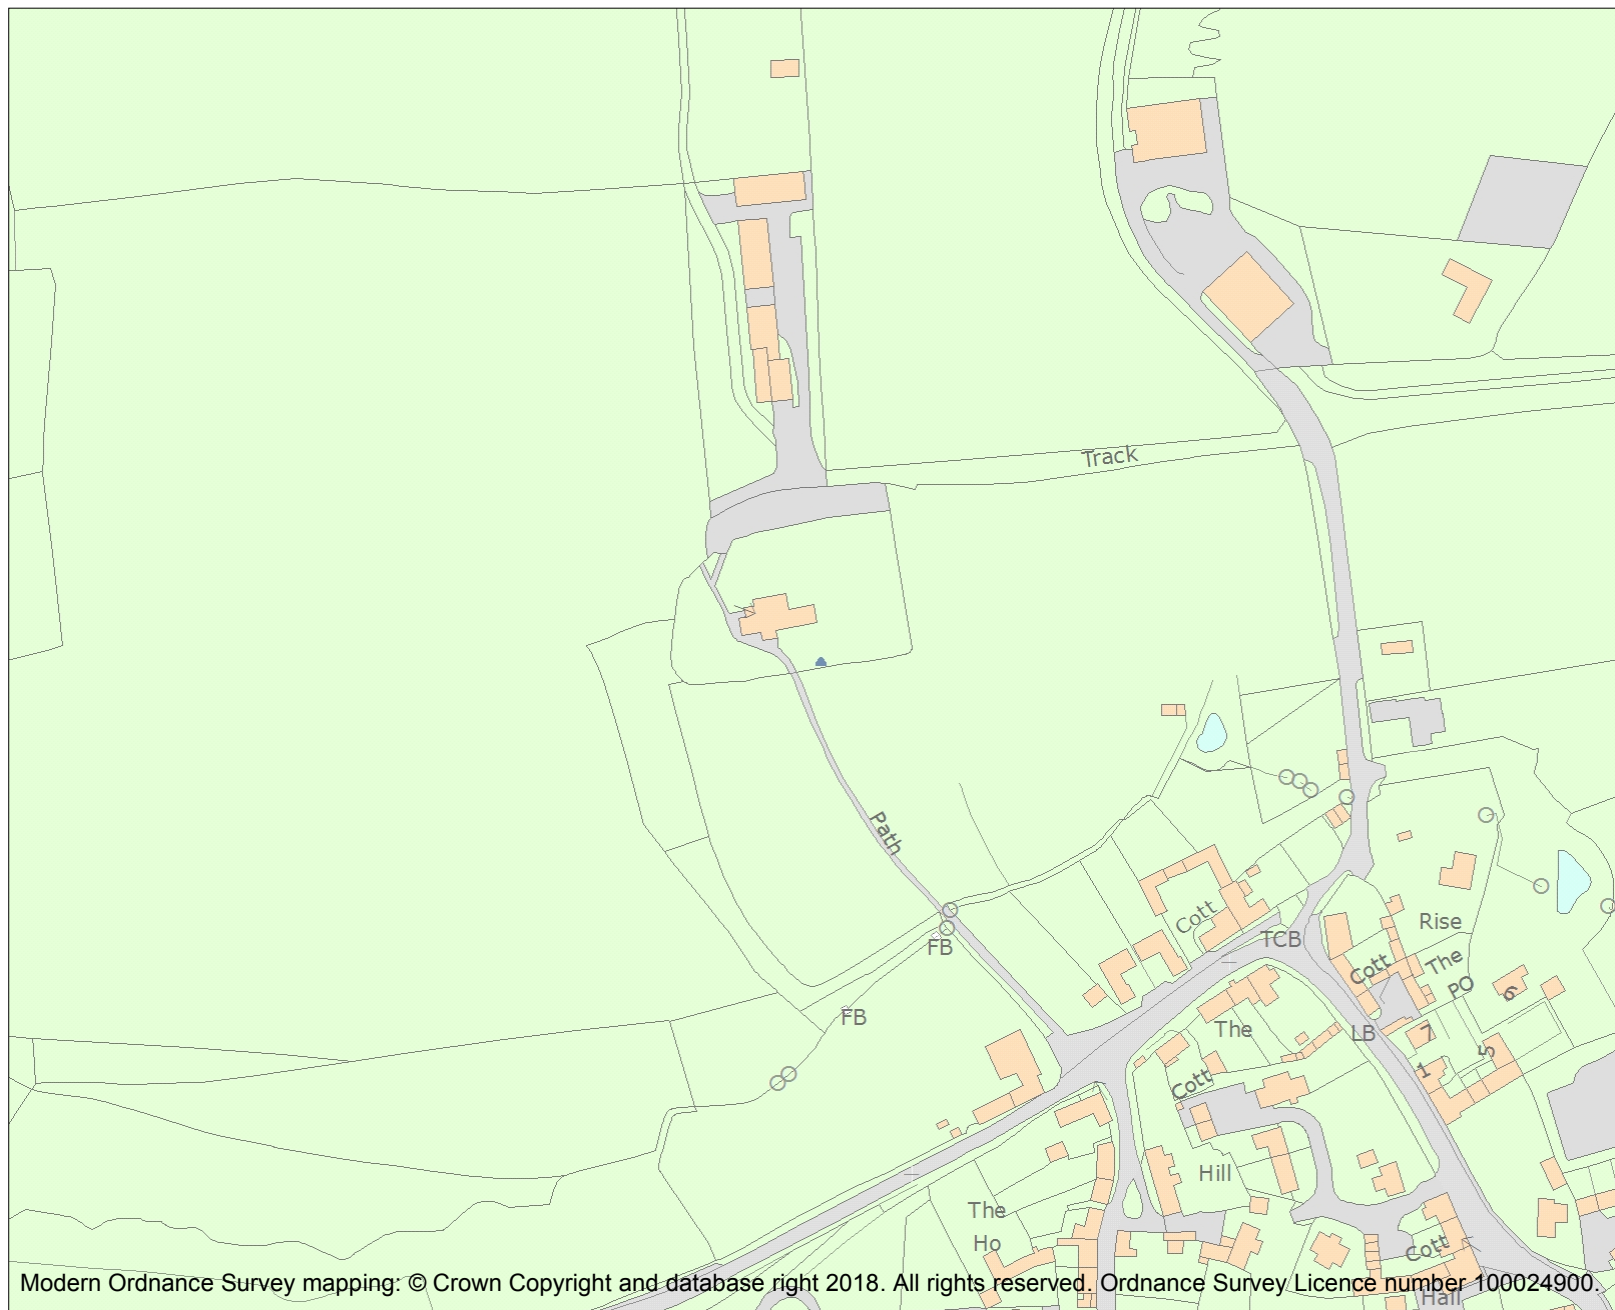 Track
Path
FB
FB
Cott
TCB
Rise
Cott
The
PO
6
The
LB
7
5
1
Cott
Hill
The
Ho
Cott
Hall
Modern Ordnance Survey mapping: © Crown Copyright and database right 2018. All rights reserved. Ordnance Survey Licence number 100024900.